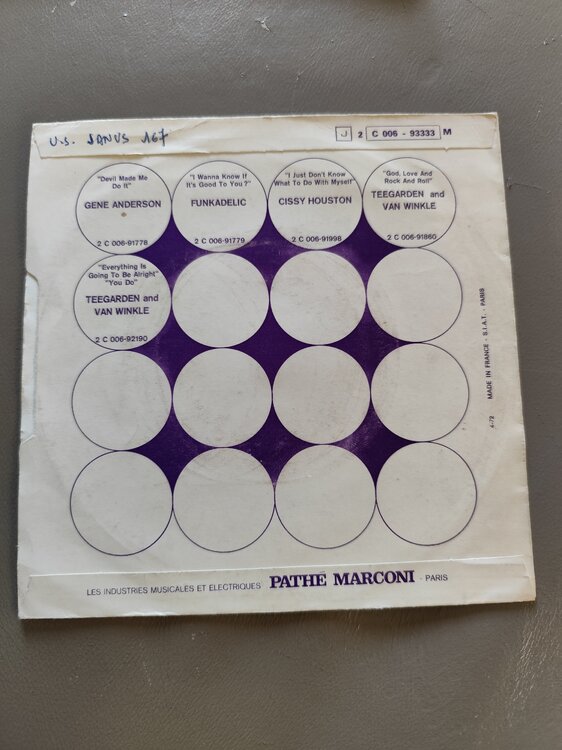 U.S. JANUS 167
J 2 C 006 - 93333 M
"Devil Made Me
Do It"
GENE ANDERSON
2 C 006-91778
"I Wanna Know If
It's Good To You?"
FUNKADELIC
2 C 006-91779
"I Just Don't Know
What To Do With Myself"
CISSY HOUSTON
2 C 006-91998
"God, Love And
Rock And Roll"
TEEGARDEN and
VAN WINKLE
2 C 006-91860
"Everything Is
Going To Be Alright"
"You Do"
TEEGARDEN and
VAN WINKLE
2 C 006-92190
4-72 MADE IN FRANCE - S.I.A.T. - PARIS
LES INDUSTRIES MUSICALES ET ELECTRIQUES PATHÉ MARCONI - PARIS